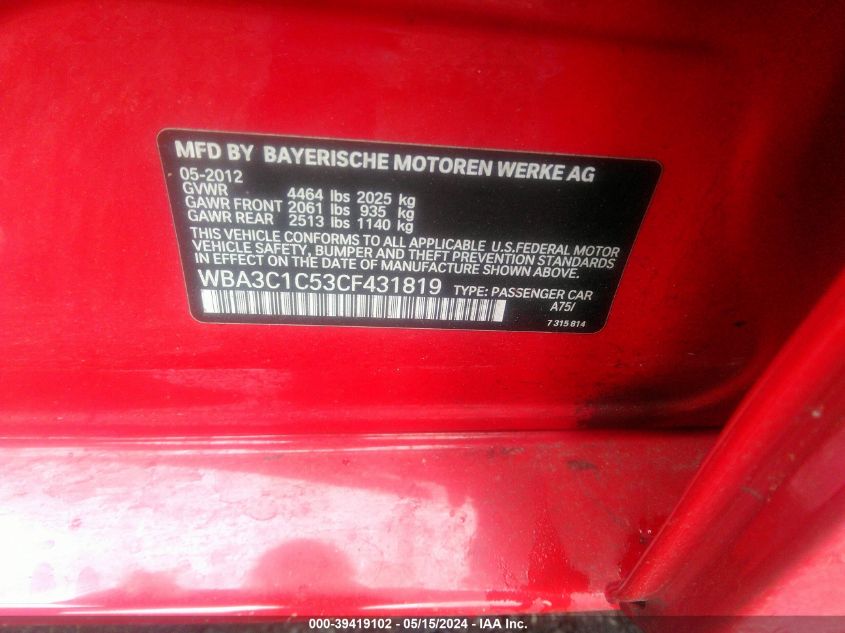 MFD BY BAYERISCHE MOTOREN WERKE AG
05-2012
GVWR 4464 lbs 2025 kg
GAWR FRONT 2061 lbs 935 kg
GAWR REAR 2513 lbs 1140 kg
THIS VEHICLE CONFORMS TO ALL APPLICABLE U.S.FEDERAL MOTOR
VEHICLE SAFETY, BUMPER AND THEFT PREVENTION STANDARDS
IN EFFECT ON THE DATE OF MANUFACTURE SHOWN ABOVE.
WBA3C1C53CF431819 TYPE: PASSENGER CAR
A75/
7 315 814
000-39419102 - 05/15/2024 - IAA Inc.